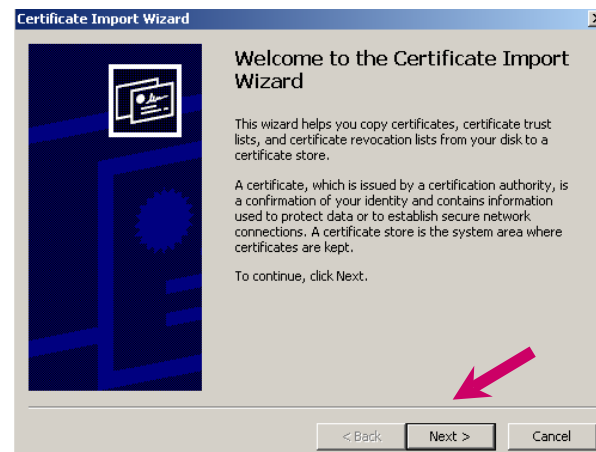 Certificate Import Wizard
Welcome to the Certificate Import
Wizard
This wizard helps you copy certificates, certificate trust
lists, and certificate revocation lists from your disk to a
certificate store.
A certificate, which is issued by a certification authority, is
a confirmation of your identity and contains information
used to protect data or to establish secure network
connections. A certificate store is the system area where
certificates are kept.
To continue, click Next.
< Back Next > Cancel